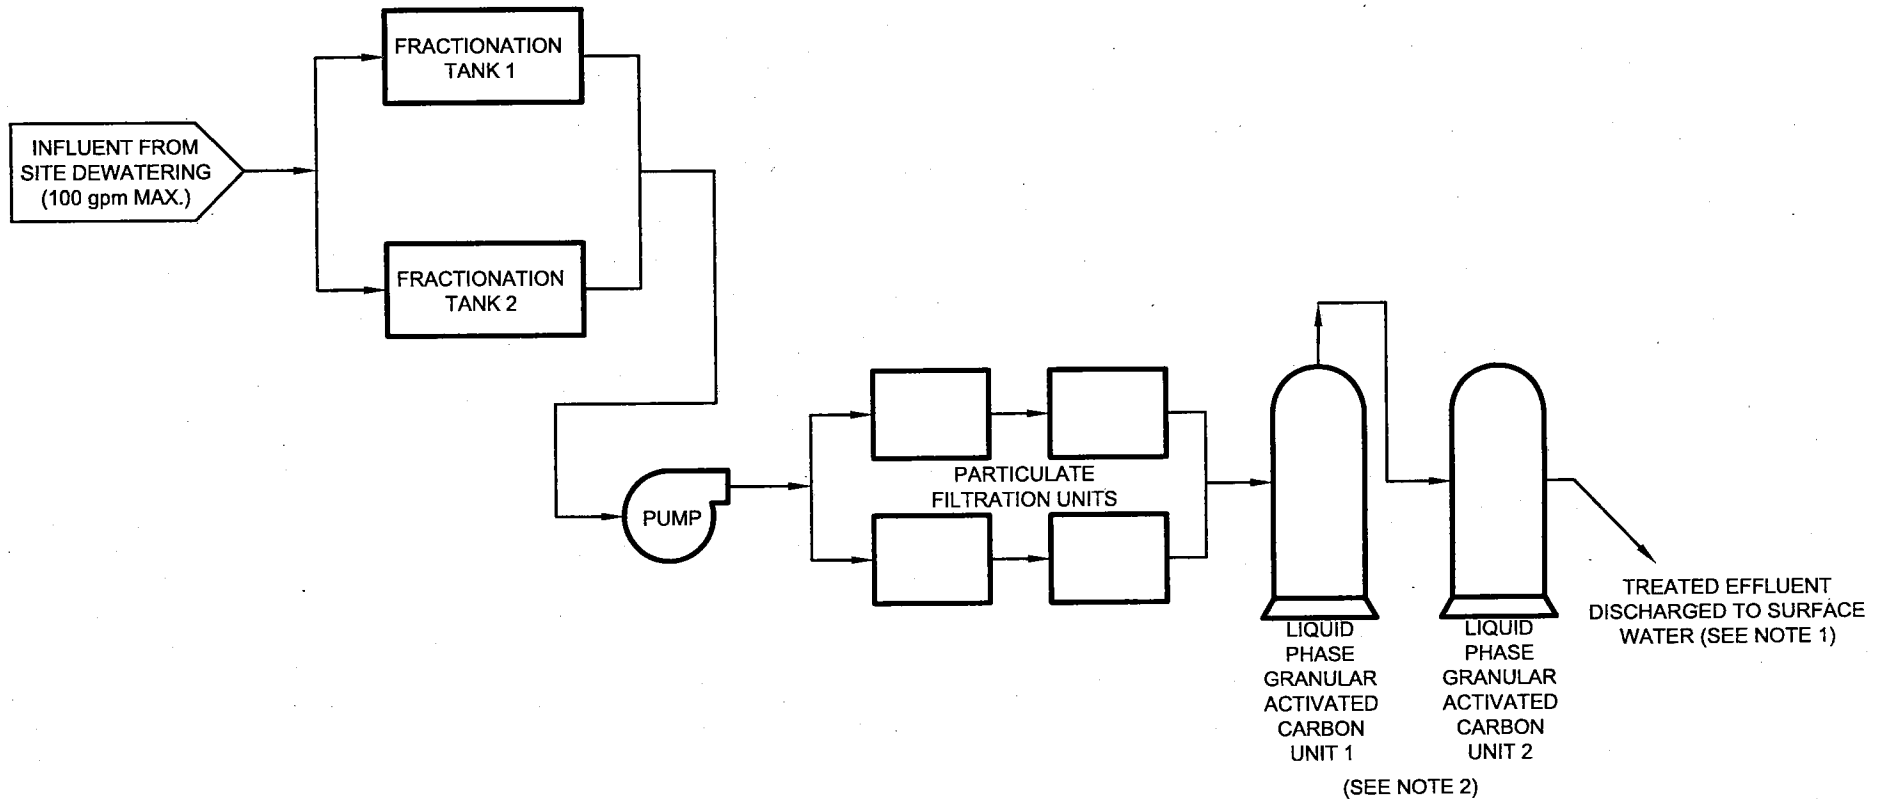 FRACTIONATION
TANK 1
INFLUENT FROM
SITE DEWATERING
(100 gpm MAX.)
FRACTIONATION
TANK 2
PUMP
PARTICULATE
FILTRATION UNITS
LIQUID
PHASE
GRANULAR
ACTIVATED
CARBON
UNIT 1
LIQUID
PHASE
GRANULAR
ACTIVATED
CARBON
UNIT 2
(SEE NOTE 2)
TREATED EFFLUENT
DISCHARGED TO SURFACE
WATER (SEE NOTE 1)